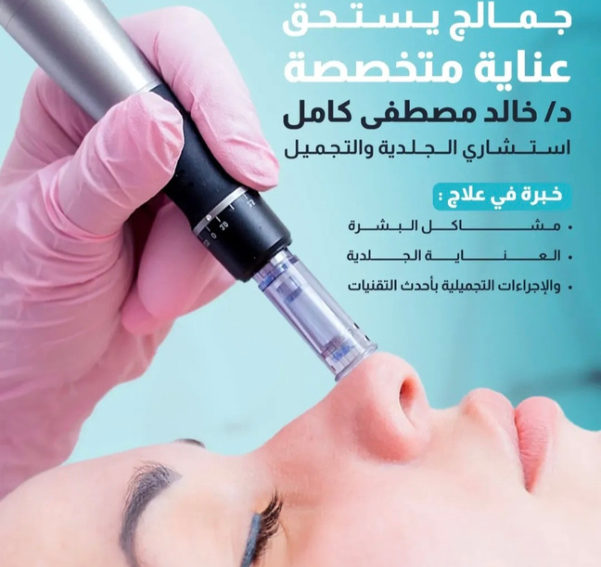 جمالج يستحق
عناية متخصصة
د/ خالد مصطفى كامل
استشاري الجلدية والتجميل
خبرة في علاج :
• مشاكل البشرة
• العناية الجلدية
• والإجراءات التجميلية بأحدث التقنيات